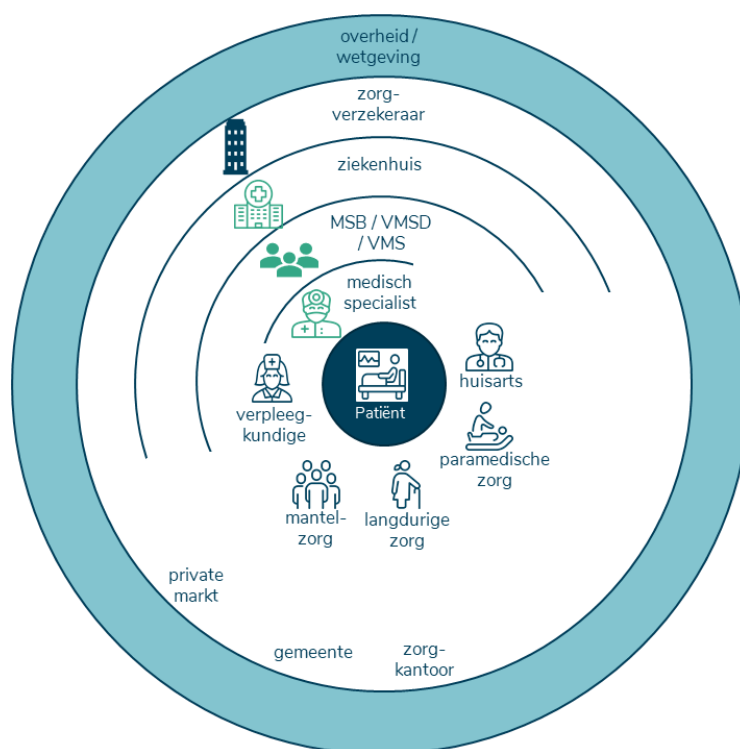 overheid /
wetgeving
zorg-
verzekeraar
ziekenhuis
MSB / VMSD
/ VMS
medisch
specialist
huisarts
Patiënt
verpleeg-
kundige
paramedische
zorg
mantel-
zorg
langdurige
zorg
private
markt
gemeente
zorg-
kantoor